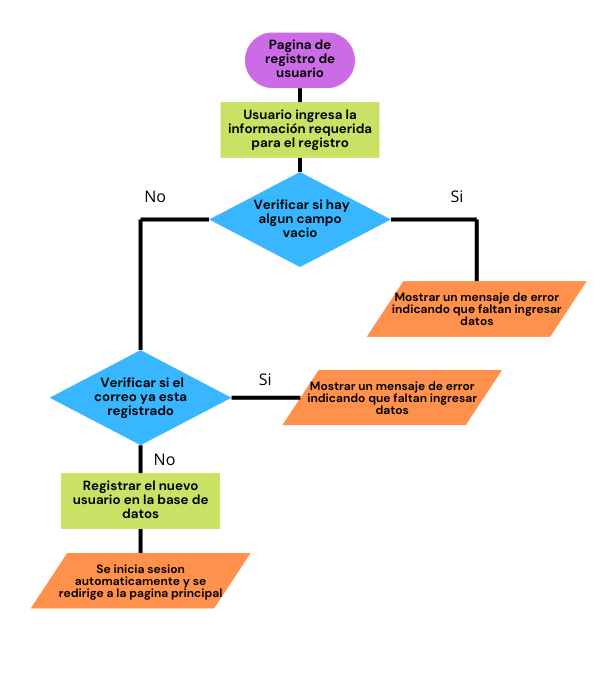 Pagina de
registro de
usuario
Usuario ingresa la
información requerida
para el registro
No
Si
Verificar si hay
algun campo
vacio
Mostrar un mensaje de error
indicando que faltan ingresar
datos
Verificar si el
correo ya esta
registrado
Si
Mostrar un mensaje de error
indicando que faltan ingresar
datos
No
Registrar el nuevo
usuario en la base de
datos
Se inicia sesion
automaticamente y se
redirige a la pagina principal